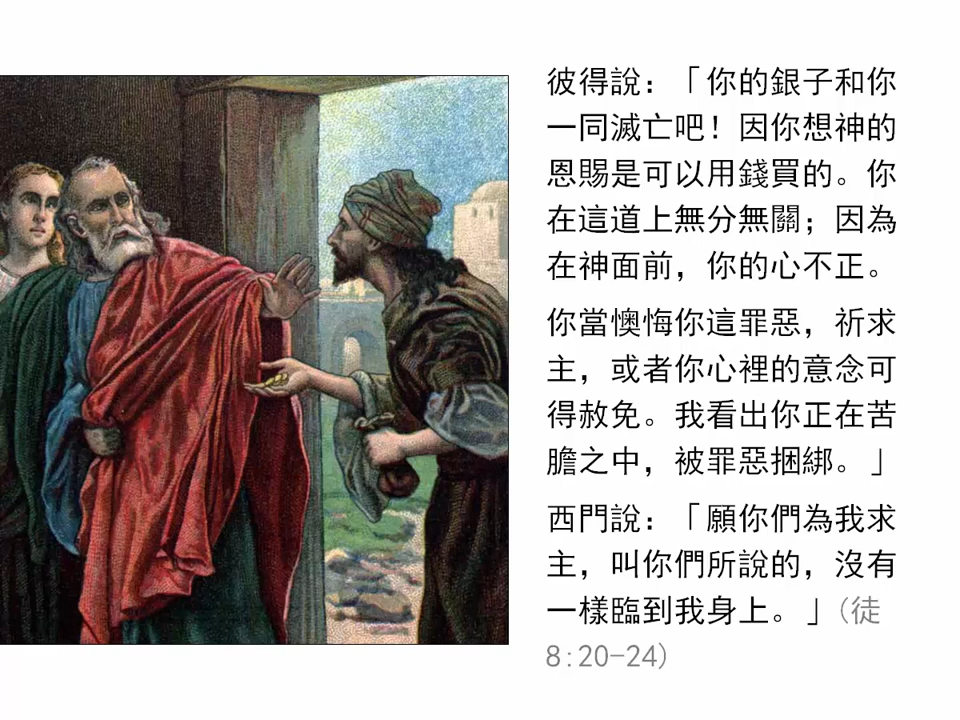 彼得說：「你的銀子和你
一同滅亡吧！因你想神的
恩賜是可以用錢買的。你
在這道上無分無關；因為
在神面前，你的心不正。
你當懊悔你這罪惡，祈求
主，或者你心裡的意念可
得赦免。我看出你正在苦
膽之中，被罪惡捆綁。」
西門說：「願你們為我求
主，叫你們所說的，沒有
一樣臨到我身上。」（徒
8:20-24）